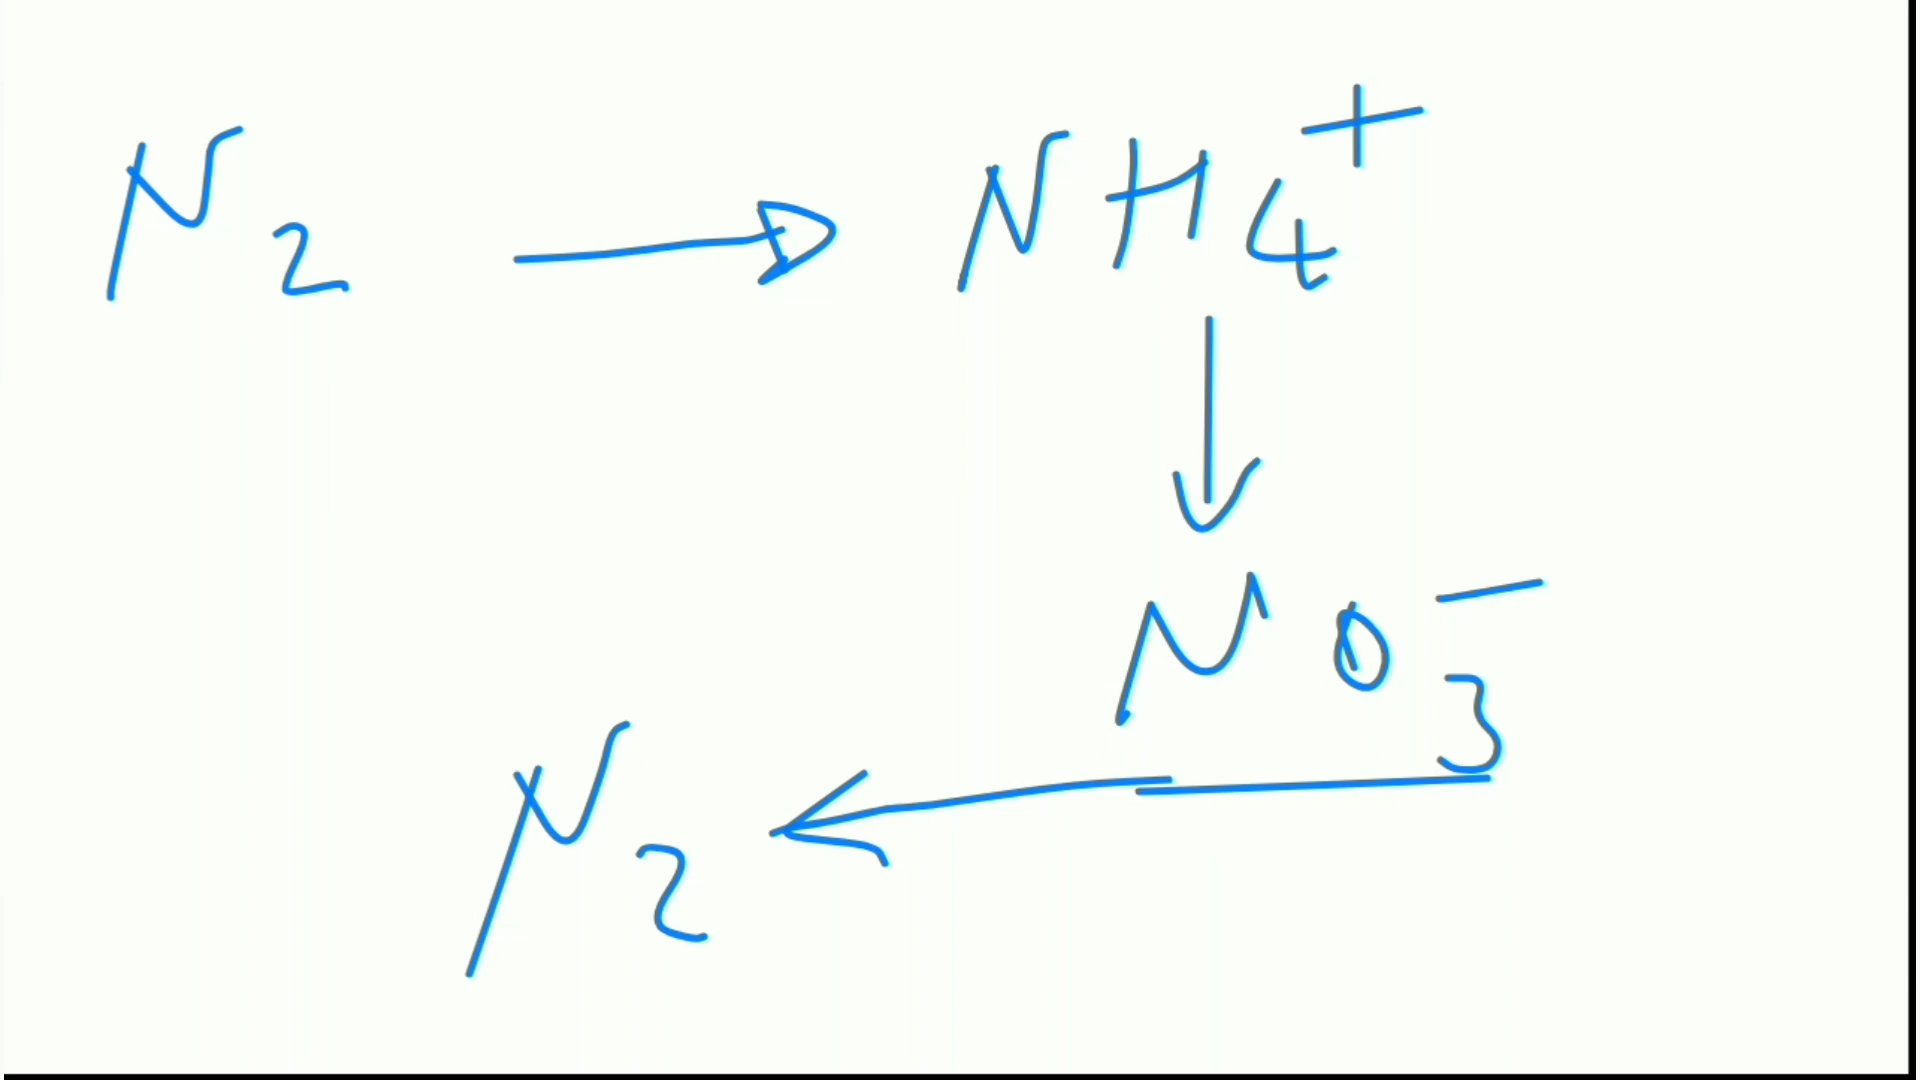 N2 → NH4+
↓
NO3-
N2 ←